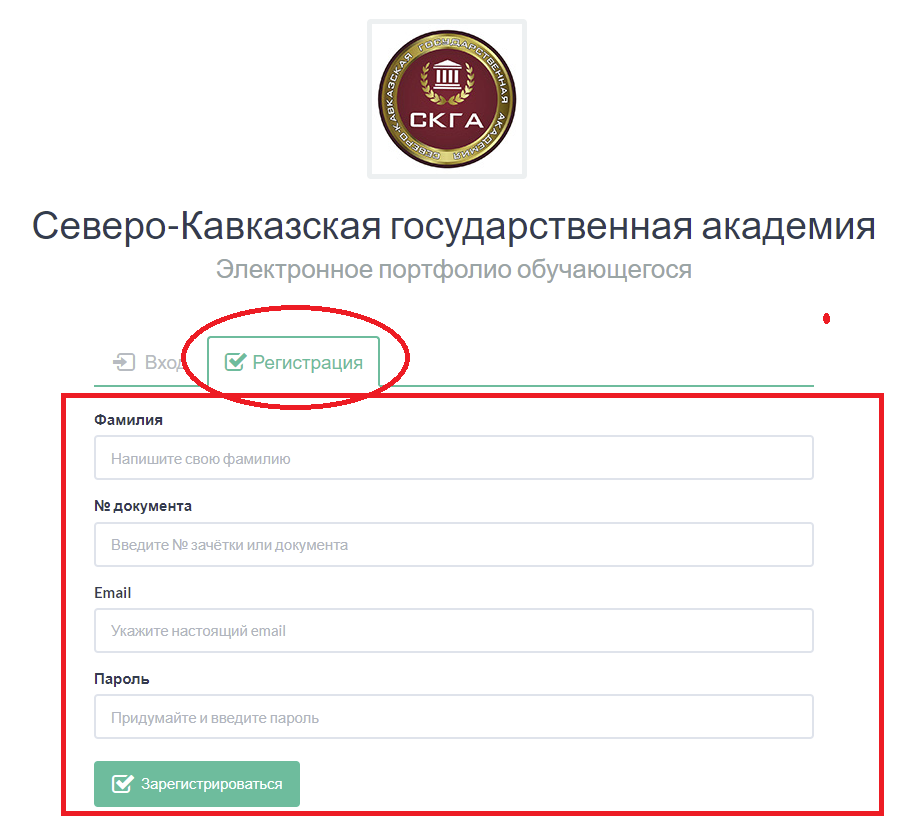 СЕВЕРО-КАВКАЗСКАЯ ГОСУДАРСТВЕННАЯ АКАДЕМИЯ
СКГА
Северо-Кавказская государственная академия
Электронное портфолио обучающегося
Вход Регистрация
Фамилия
Напишите свою фамилию
№ документа
Введите № зачётки или документа
Email
Укажите настоящий email
Пароль
Придумайте и введите пароль
Зарегистрироваться